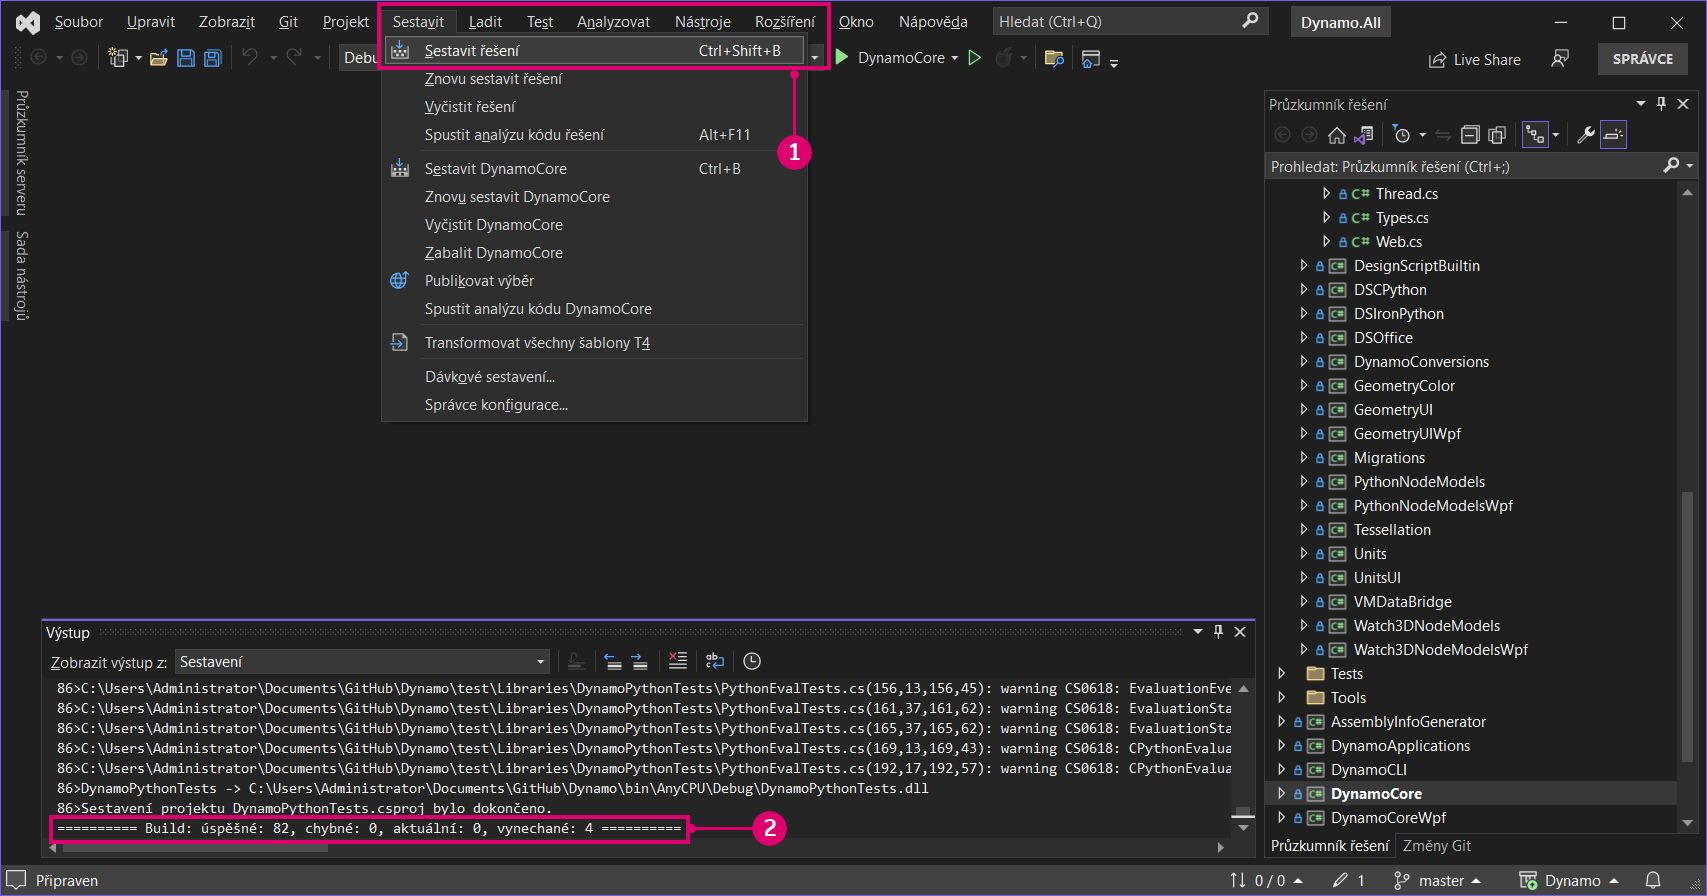 Soubor Upravit Zobrazit Git Projekt Sestavit Ladit Test Analyzovat Nástroje Rozšíření Okno Nápověda Hledat (Ctrl+Q) Dynamo.All
Debu DynamoCore Live Share SPRÁVCE
Sestavit řešení Ctrl+Shift+B
Znovu sestavit řešení
Vyčistit řešení
Spustit analýzu kódu řešení Alt+F11
1
Sestavit DynamoCore Ctrl+B
Znovu sestavit DynamoCore
Vyčistit DynamoCore
Zabalit DynamoCore
Publikovat výběr
Spustit analýzu kódu DynamoCore
Transformovat všechny šablony T4
Dávkové sestavení...
Správce konfigurace...
Průzkumník serveru
Sada nástrojů
Průzkumník řešení
Prohledat: Průzkumník řešení (Ctrl+;)
C# Thread.cs
C# Types.cs
C# Web.cs
C# DesignScriptBuiltin
C# DSCPython
C# DSIronPython
C# DSOffice
C# DynamoConversions
C# GeometryColor
C# GeometryUI
C# GeometryUIWpf
C# Migrations
C# PythonNodeModels
C# PythonNodeModelsWpf
C# Tessellation
C# Units
C# UnitsUI
C# VMDataBridge
C# Watch3DNodeModels
C# Watch3DNodeModelsWpf
Tests
Tools
C# AssemblyInfoGenerator
C# DynamoApplications
C# DynamoCLI
C# DynamoCore
C# DynamoCoreWpf
Průzkumník řešení Změny Git
Výstup
Zobrazit výstup z: Sestavení
86>C:\Users\Administrator\Documents\GitHub\Dynamo\test\Libraries\DynamoPythonTests\PythonEvalTests.cs(156,13,156,45): warning CS0618: EvaluationEve
86>C:\Users\Administrator\Documents\GitHub\Dynamo\test\Libraries\DynamoPythonTests\PythonEvalTests.cs(161,37,161,62): warning CS0618: EvaluationSta
86>C:\Users\Administrator\Documents\GitHub\Dynamo\test\Libraries\DynamoPythonTests\PythonEvalTests.cs(165,37,165,62): warning CS0618: EvaluationSta
86>C:\Users\Administrator\Documents\GitHub\Dynamo\test\Libraries\DynamoPythonTests\PythonEvalTests.cs(169,13,169,43): warning CS0618: CPythonEvalua
86>C:\Users\Administrator\Documents\GitHub\Dynamo\test\Libraries\DynamoPythonTests\PythonEvalTests.cs(192,17,192,57): warning CS0618: CPythonEvalua
86>DynamoPythonTests -> C:\Users\Administrator\Documents\GitHub\Dynamo\bin\AnyCPU\Debug\DynamoPythonTests.dll
86>Sestavení projektu DynamoPythonTests.csproj bylo dokončeno.
========== Build: úspěšné: 82, chybné: 0, aktuální: 0, vynechané: 4 ==========
2
Připraven 0 / 0 1 master Dynamo